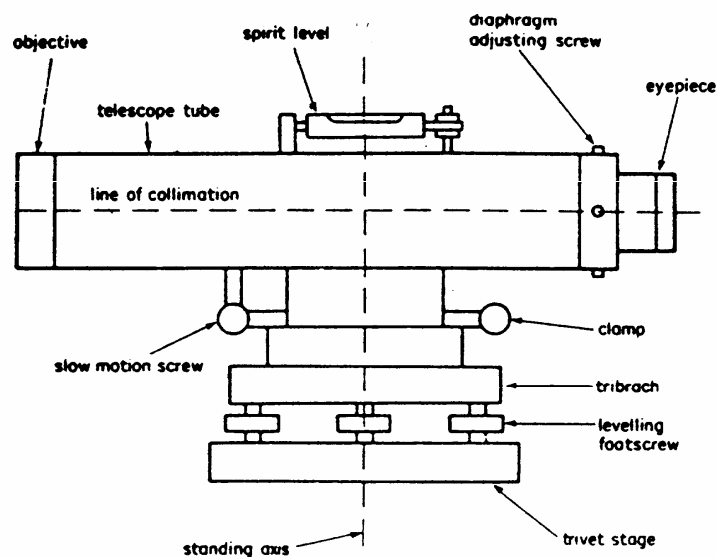 objective
spirit level
diaphragm
adjusting screw
eyepiece
telescope tube
line of collimation
slow motion screw
clamp
tribrach
levelling
footscrew
standing axis
trivet stage